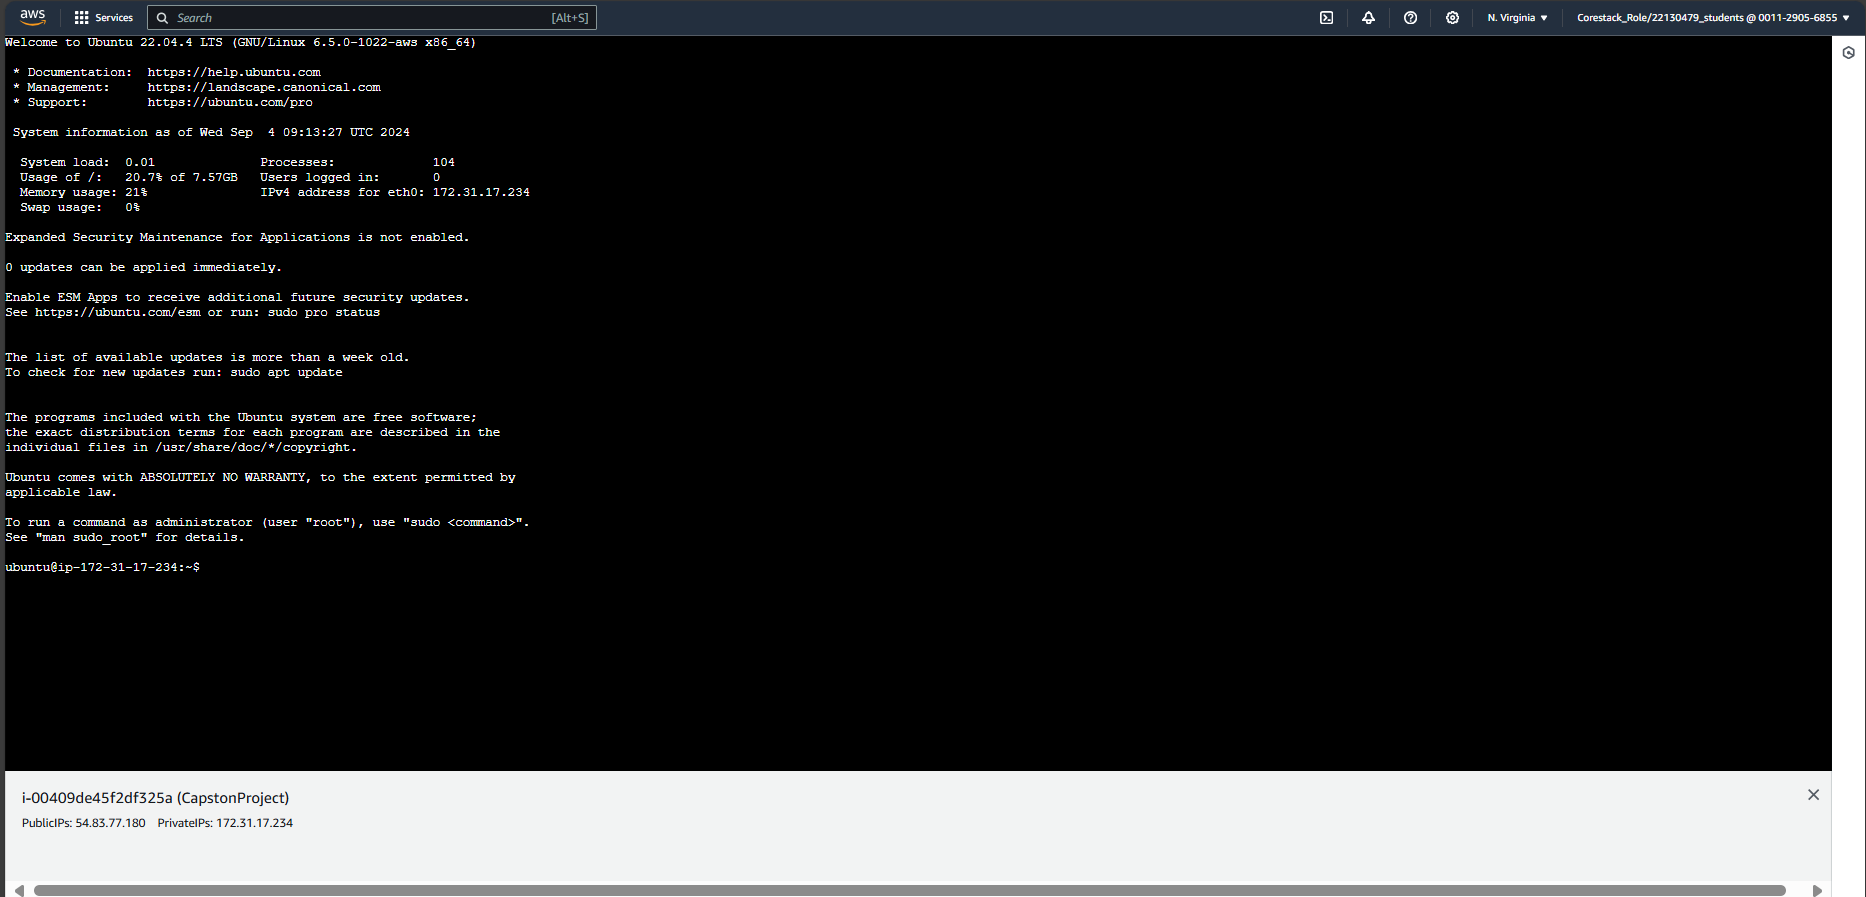 aws Services Search [Alt+S] N. Virginia Corestack_Role/22130479_students @ 0011-2905-6855
Welcome to Ubuntu 22.04.4 LTS (GNU/Linux 6.5.0-1022-aws x86_64)
* Documentation: https://help.ubuntu.com
* Management: https://landscape.canonical.com
* Support: https://ubuntu.com/pro
System information as of Wed Sep 4 09:13:27 UTC 2024
System load: 0.01 Processes: 104
Usage of /: 20.7% of 7.57GB Users logged in: 0
Memory usage: 21% IPv4 address for eth0: 172.31.17.234
Swap usage: 0%
Expanded Security Maintenance for Applications is not enabled.
0 updates can be applied immediately.
Enable ESM Apps to receive additional future security updates.
See https://ubuntu.com/esm or run: sudo pro status
The list of available updates is more than a week old.
To check for new updates run: sudo apt update
The programs included with the Ubuntu system are free software;
the exact distribution terms for each program are described in the
individual files in /usr/share/doc/*/copyright.
Ubuntu comes with ABSOLUTELY NO WARRANTY, to the extent permitted by
applicable law.
To run a command as administrator (user "root"), use "sudo <command>".
See "man sudo_root" for details.
ubuntu@ip-172-31-17-234:~$
i-00409de45f2df325a (CapstonProject)
PublicIPs: 54.83.77.180 PrivateIPs: 172.31.17.234